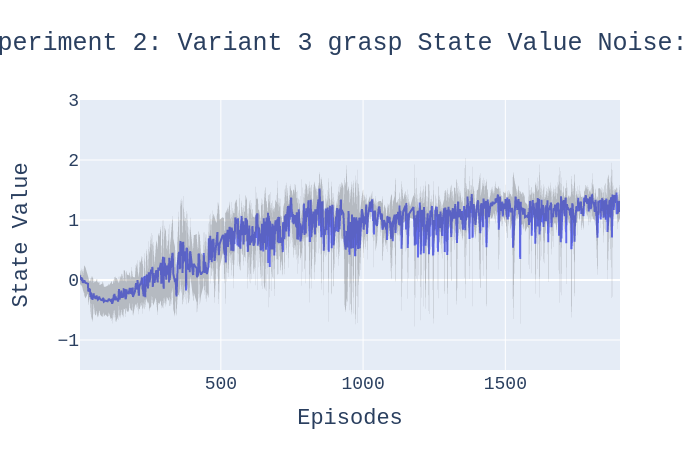 periment 2: Variant 3 grasp State Value Noise:
3
2
1
0
−1
State Value
500
1000
1500
Episodes